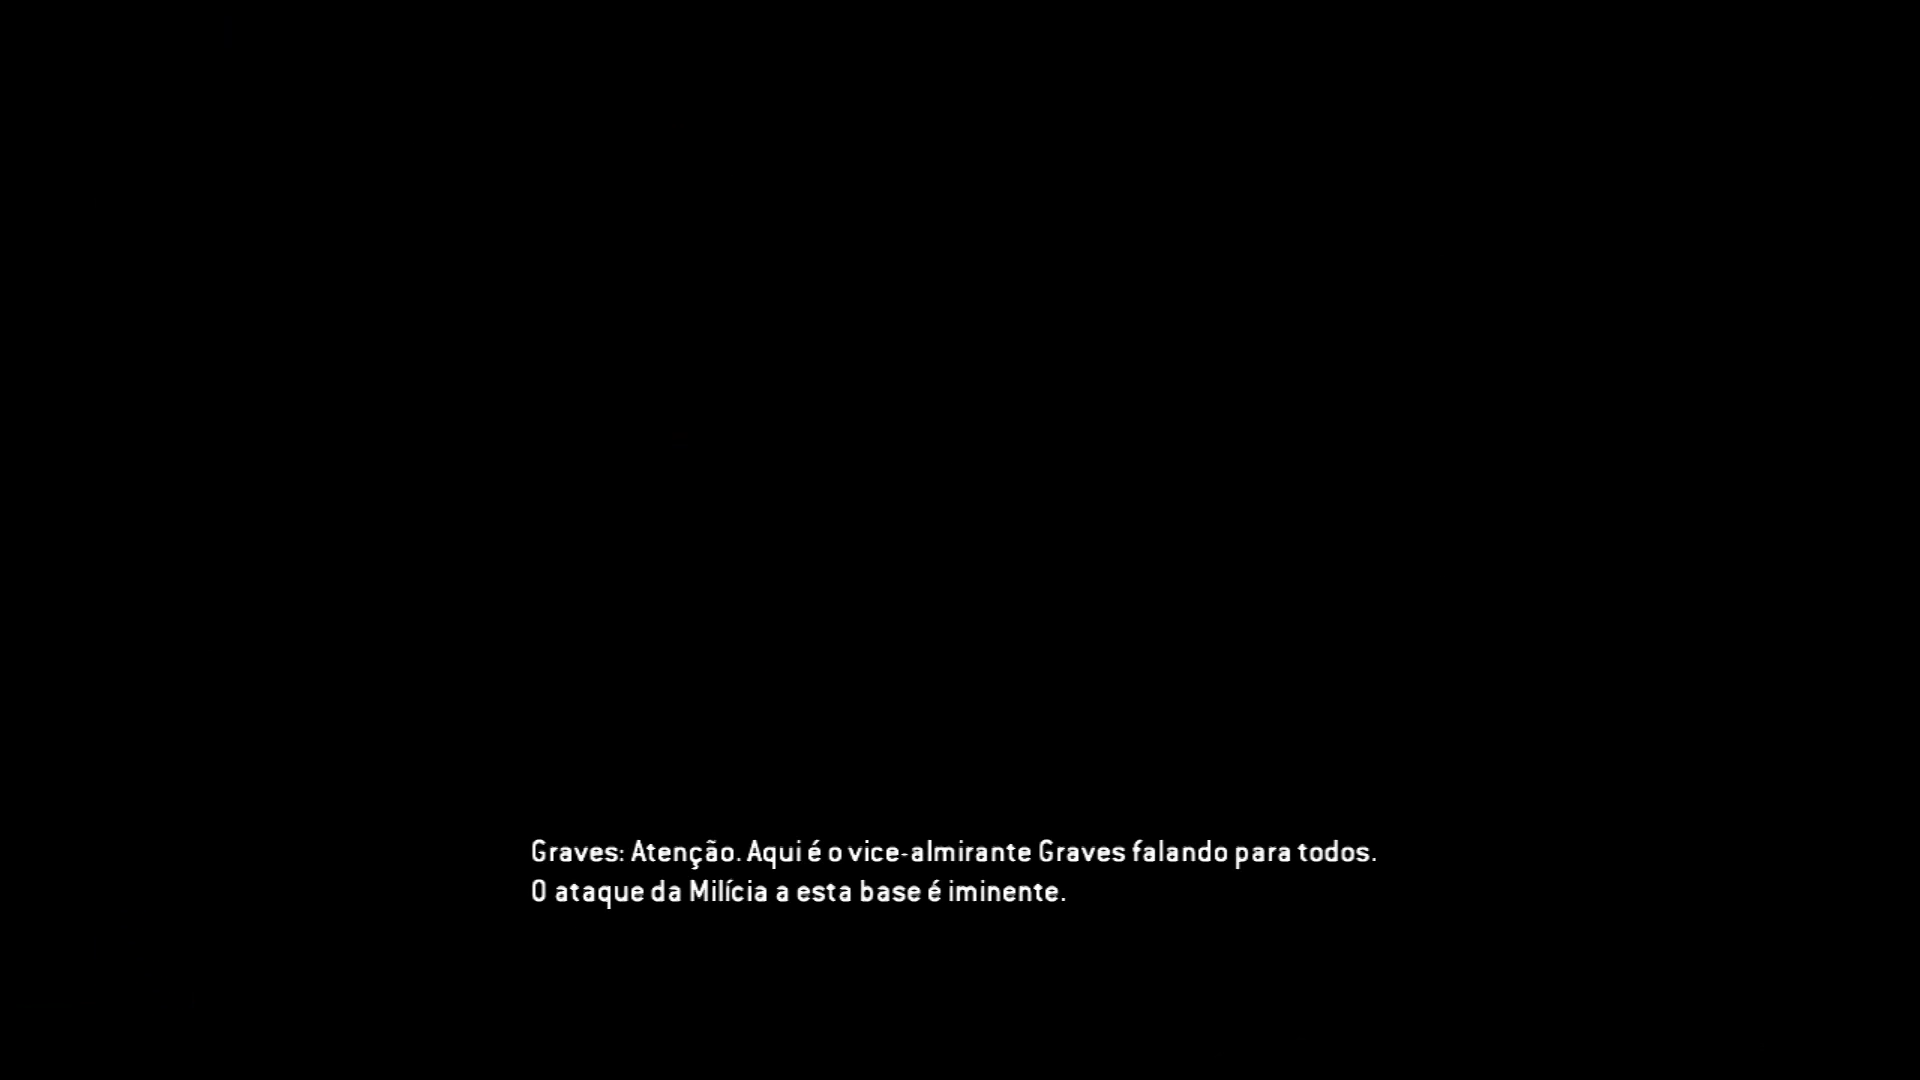 Graves: Atenção. Aqui é o vice-almirante Graves falando para todos.
O ataque da Milícia a esta base é iminente.